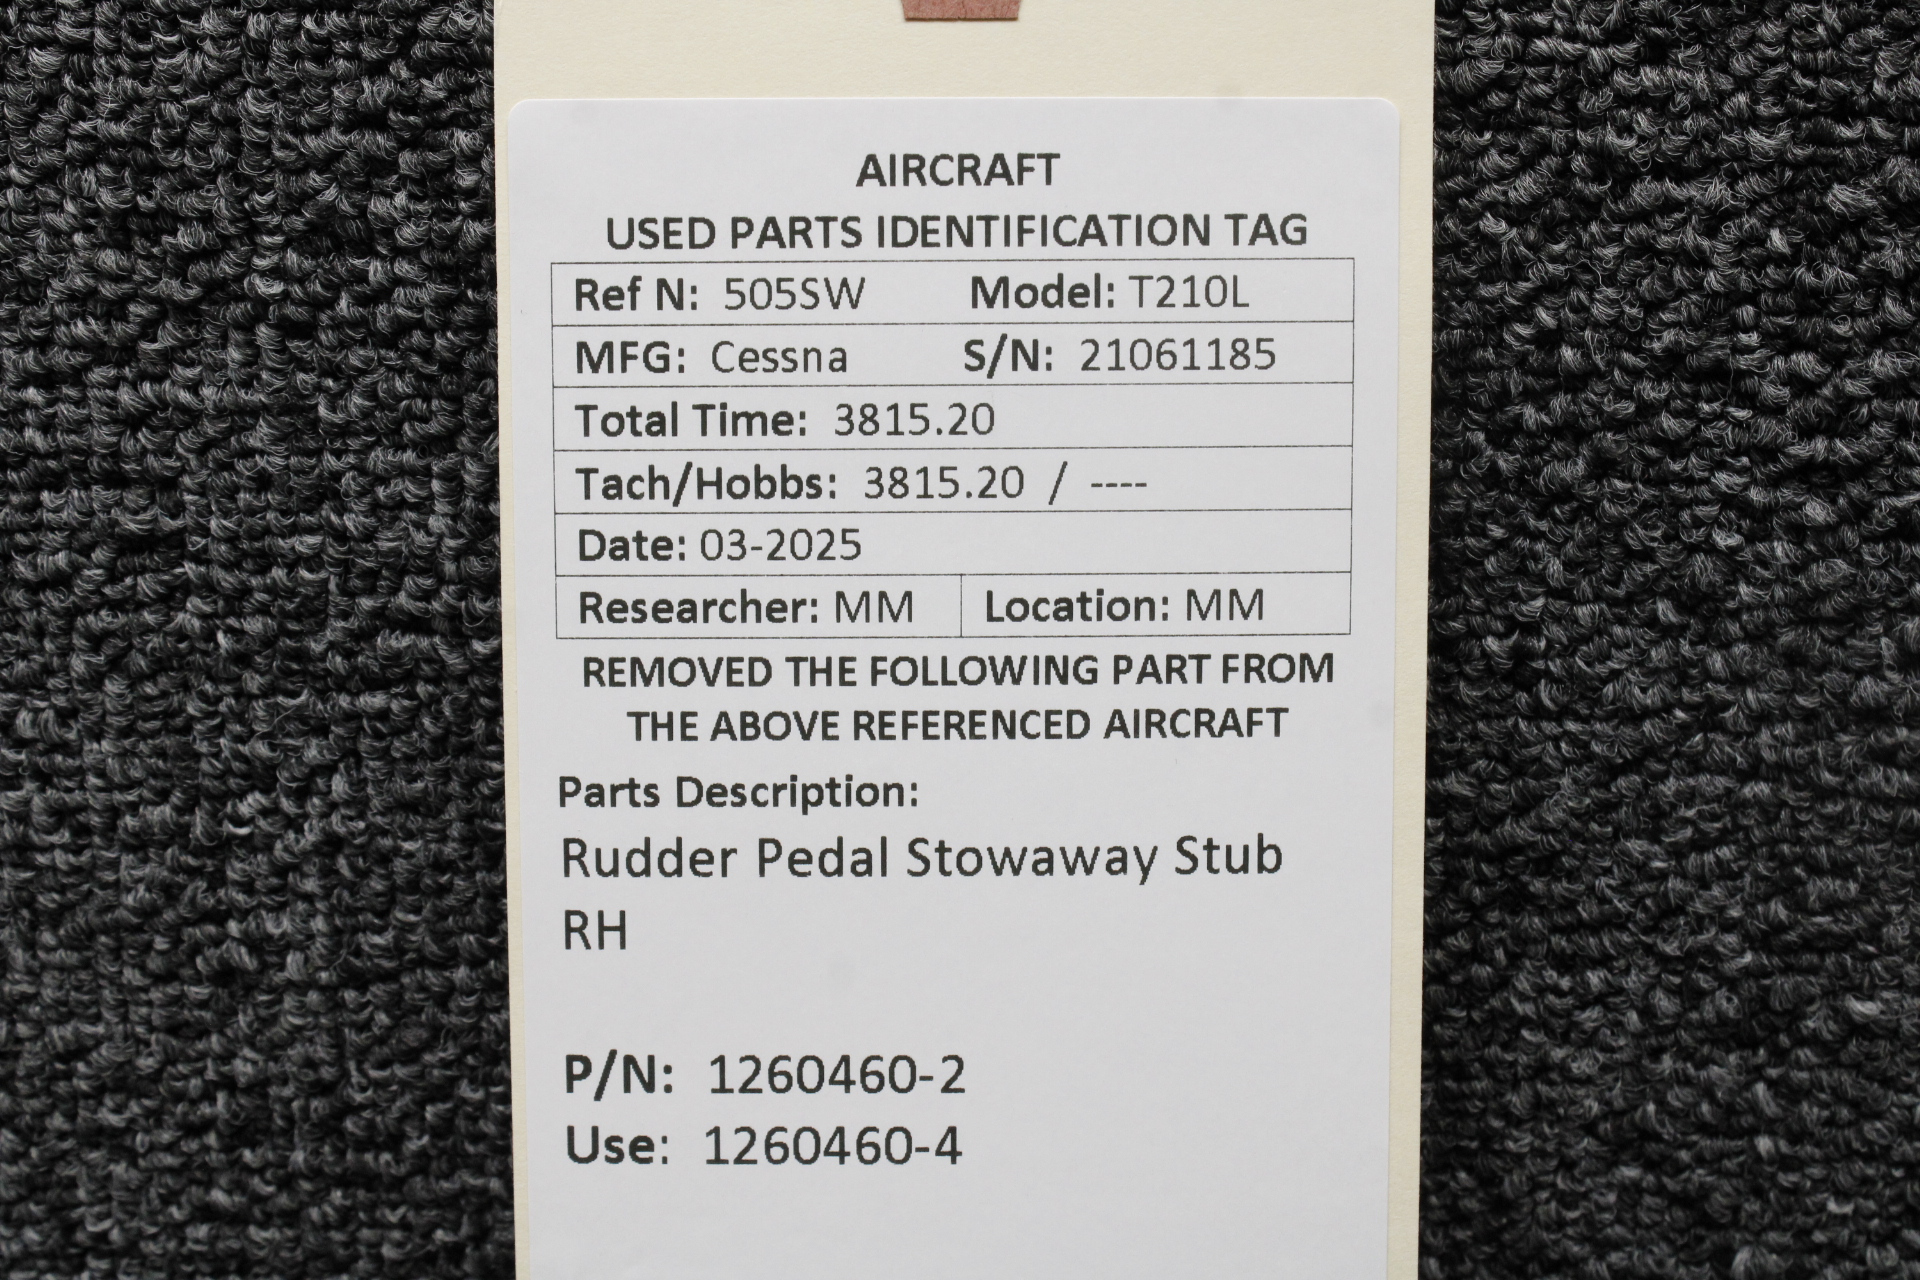 AIRCRAFT
USED PARTS IDENTIFICATION TAG
Ref N: 505SW Model: T210L
MFG: Cessna S/N: 21061185
Total Time: 3815.20
Tach/Hobbs: 3815.20 / ----
Date: 03-2025
Researcher: MM Location: MM
REMOVED THE FOLLOWING PART FROM
THE ABOVE REFERENCED AIRCRAFT
Parts Description:
Rudder Pedal Stowaway Stub
RH
P/N: 1260460-2
Use: 1260460-4